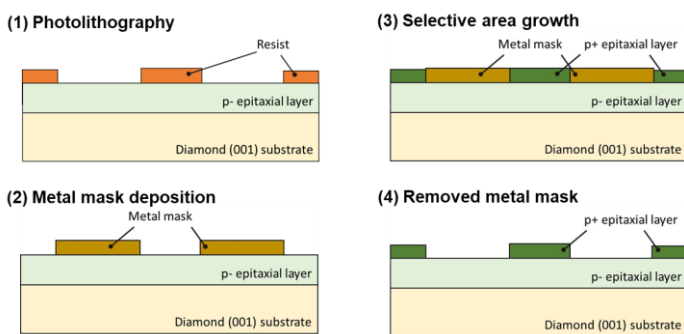 (1) Photolithography
Resist
p- epitaxial layer
Diamond (001) substrate
(2) Metal mask deposition
Metal mask
p- epitaxial layer
Diamond (001) substrate
(3) Selective area growth
Metal mask p+ epitaxial layer
p- epitaxial layer
Diamond (001) substrate
(4) Removed metal mask
p+ epitaxial layer
p- epitaxial layer
Diamond (001) substrate